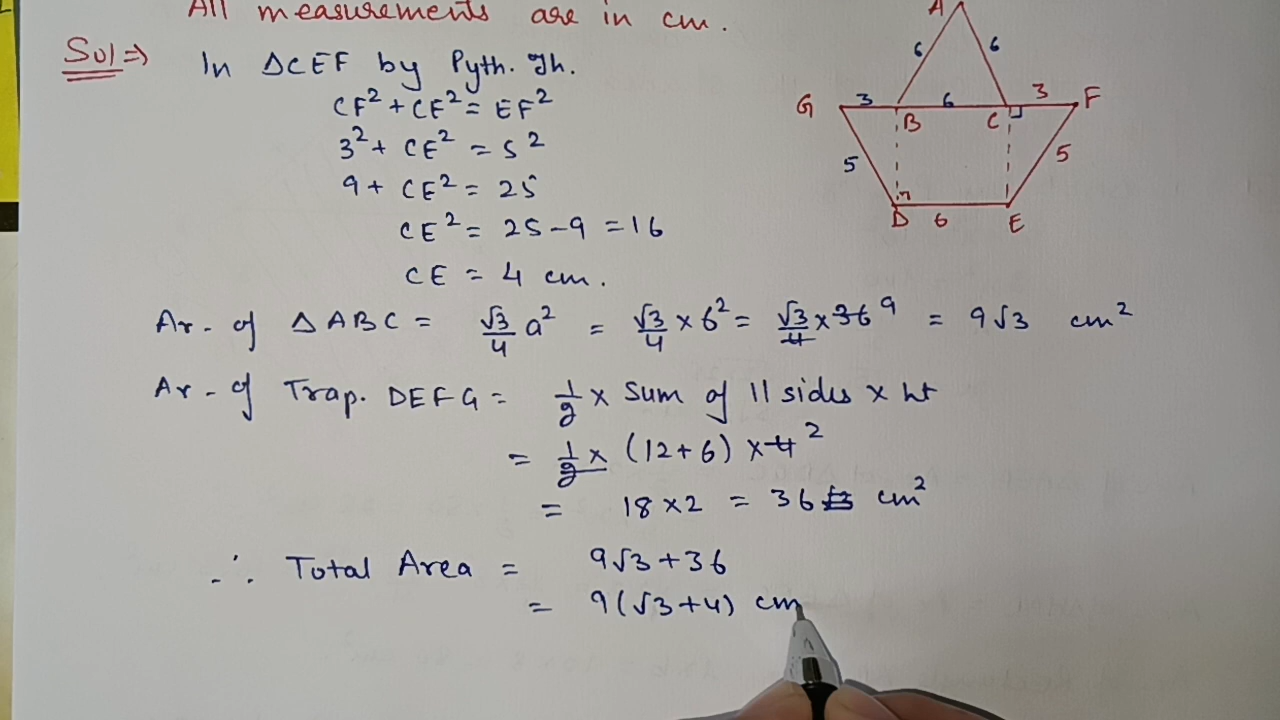 All measurements are in cm.
Sol⇒ In △CEF by Pyth. Th.
CF² + CE² = EF²
3² + CE² = 5²
9 + CE² = 25
CE² = 25 - 9 = 16
CE = 4 cm.
Ar. of △ABC = √3/4 a² = √3/4 × 6² = √3/4 × 36 9 = 9√3 cm²
Ar. of Trap. DEFG = 1/2 × Sum of || sides × ht
= 1/2 × (12+6) × 4 2
= 18 × 2 = 36 cm²
∴ Total Area = 9√3 + 36
= 9(√3 + 4) cm
A
6 6
G 3 B 6 C 3 F
5 5
D 6 E